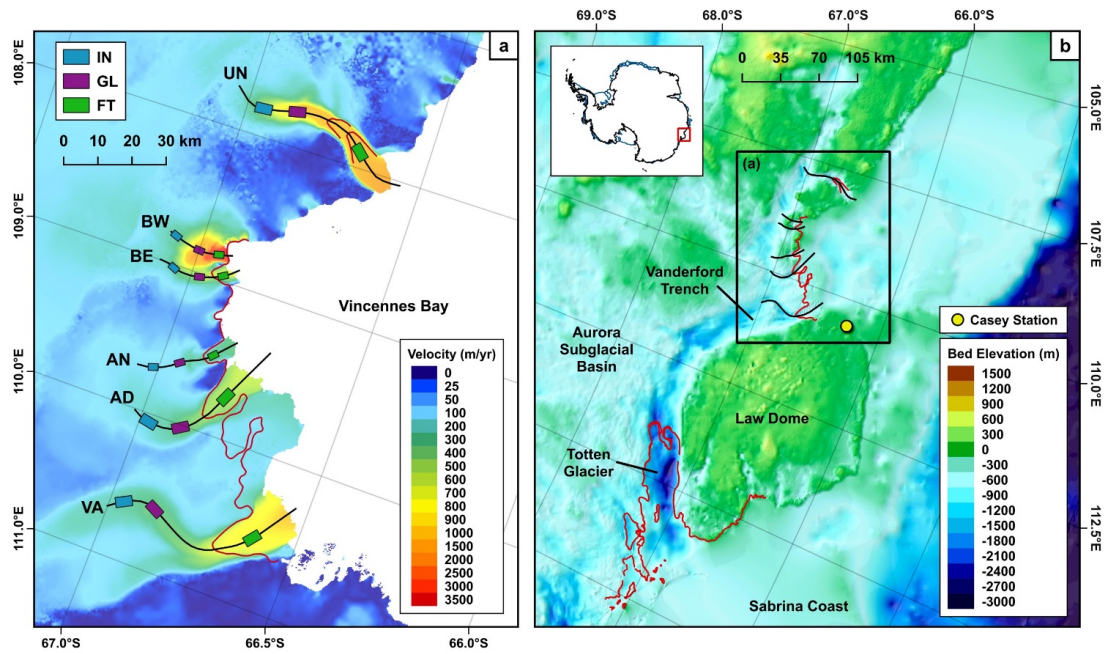 a
IN
GL
FT
0 10 20 30 km
108.0°E
109.0°E
110.0°E
111.0°E
67.0°S
66.5°S
66.0°S
UN
BW
BE
AN
AD
VA
Vincennes Bay
Velocity (m/yr)
0
25
50
100
200
300
400
500
600
700
800
900
1000
1500
2000
2500
3000
3500
69.0°S
68.0°S
67.0°S
66.0°S
b
0 35 70 105 km
105.0°E
107.5°E
110.0°E
112.5°E
(a)
Vanderford
Trench
Aurora
Subglacial
Basin
Law Dome
Totten
Glacier
Sabrina Coast
Casey Station
Bed Elevation (m)
1500
1200
900
600
300
0
-300
-600
-900
-1200
-1500
-1800
-2100
-2400
-2700
-3000